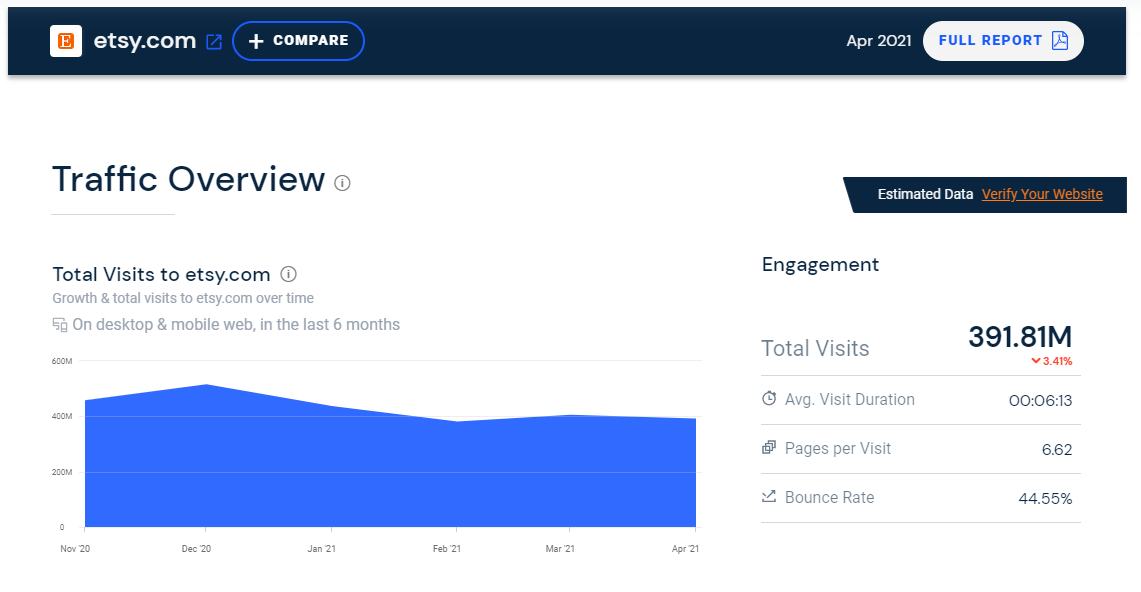 E etsy.com + COMPARE Apr 2021 FULL REPORT
Traffic Overview
Estimated Data Verify Your Website
Total Visits to etsy.com
Growth & total visits to etsy.com over time
On desktop & mobile web, in the last 6 months
600M
400M
200M
0
Nov '20 Dec '20 Jan '21 Feb '21 Mar '21 Apr '21
Engagement
Total Visits 391.81M
3.41%
Avg. Visit Duration 00:06:13
Pages per Visit 6.62
Bounce Rate 44.55%